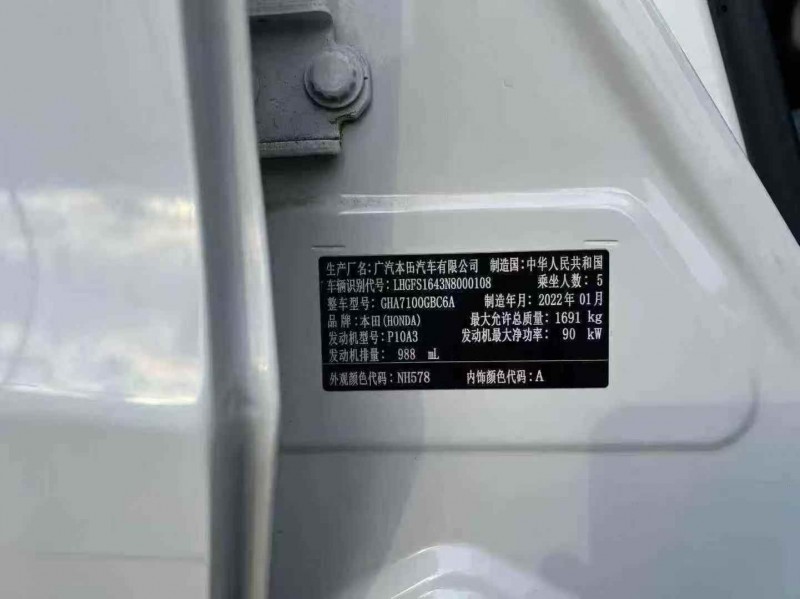 生产厂名:广汽本田汽车有限公司 制造国:中华人民共和国
车辆识别代号:LHGFS1643N8000108 乘坐人数:5
整车型号:GHA7100GBC6A 制造年月:2022年01月
品牌:本田(HONDA) 最大允许总质量:1691 kg
发动机型号:P10A3 发动机最大净功率:90 kW
发动机排量:988 mL
外观颜色代码:NH578 内饰颜色代码:A